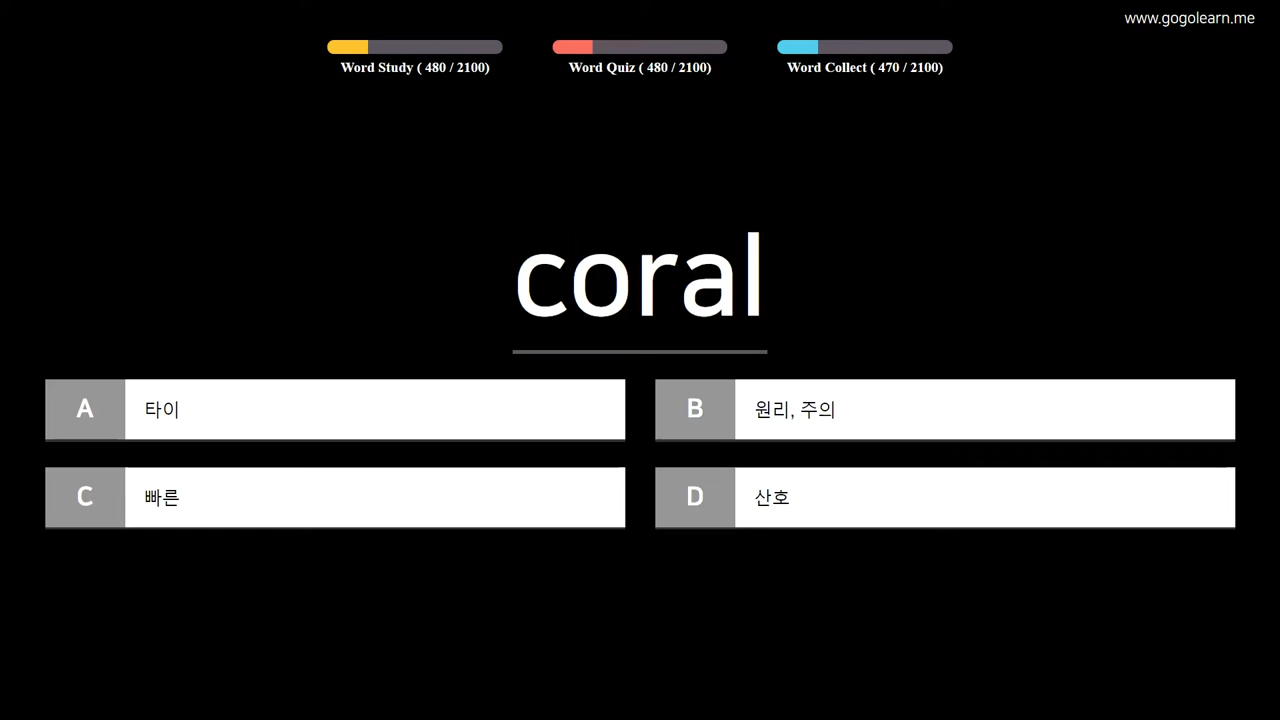 www.gogolearn.me
Word Study ( 480 / 2100)
Word Quiz ( 480 / 2100)
Word Collect ( 470 / 2100)
coral
A 타이
B 원리, 주의
C 빠른
D 산호